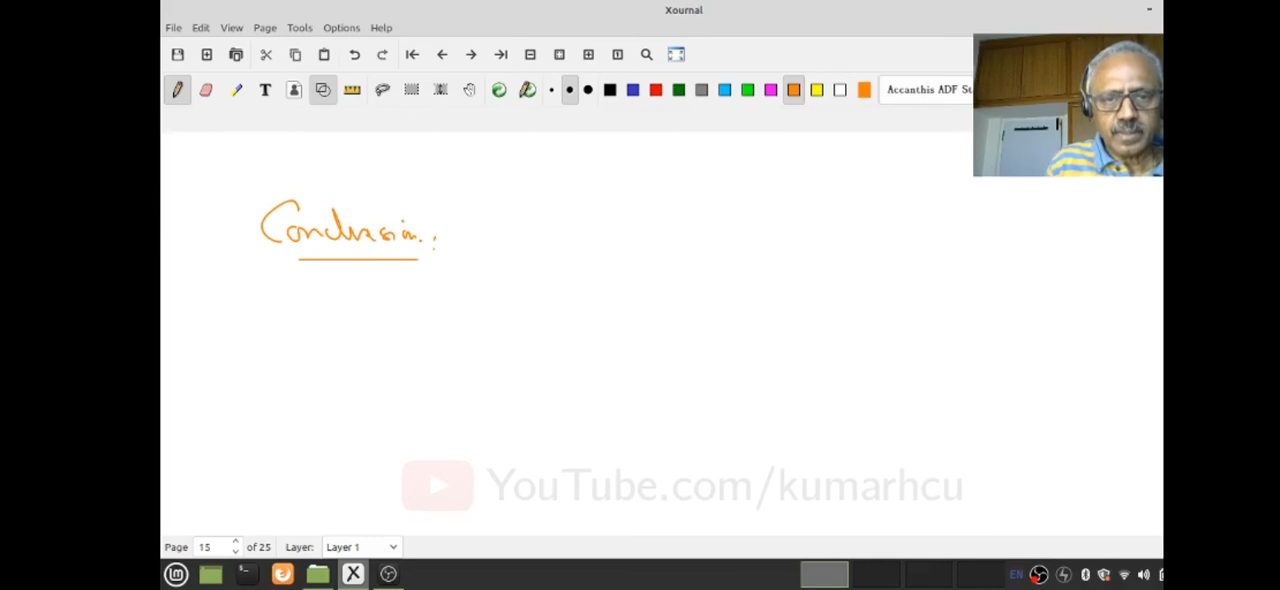 Xournal
File Edit View Page Tools Options Help
T Accanthis ADF St
Conclusion:
YouTube.com/kumarhcu
Page 15 of 25 Layer: Layer 1
X EN